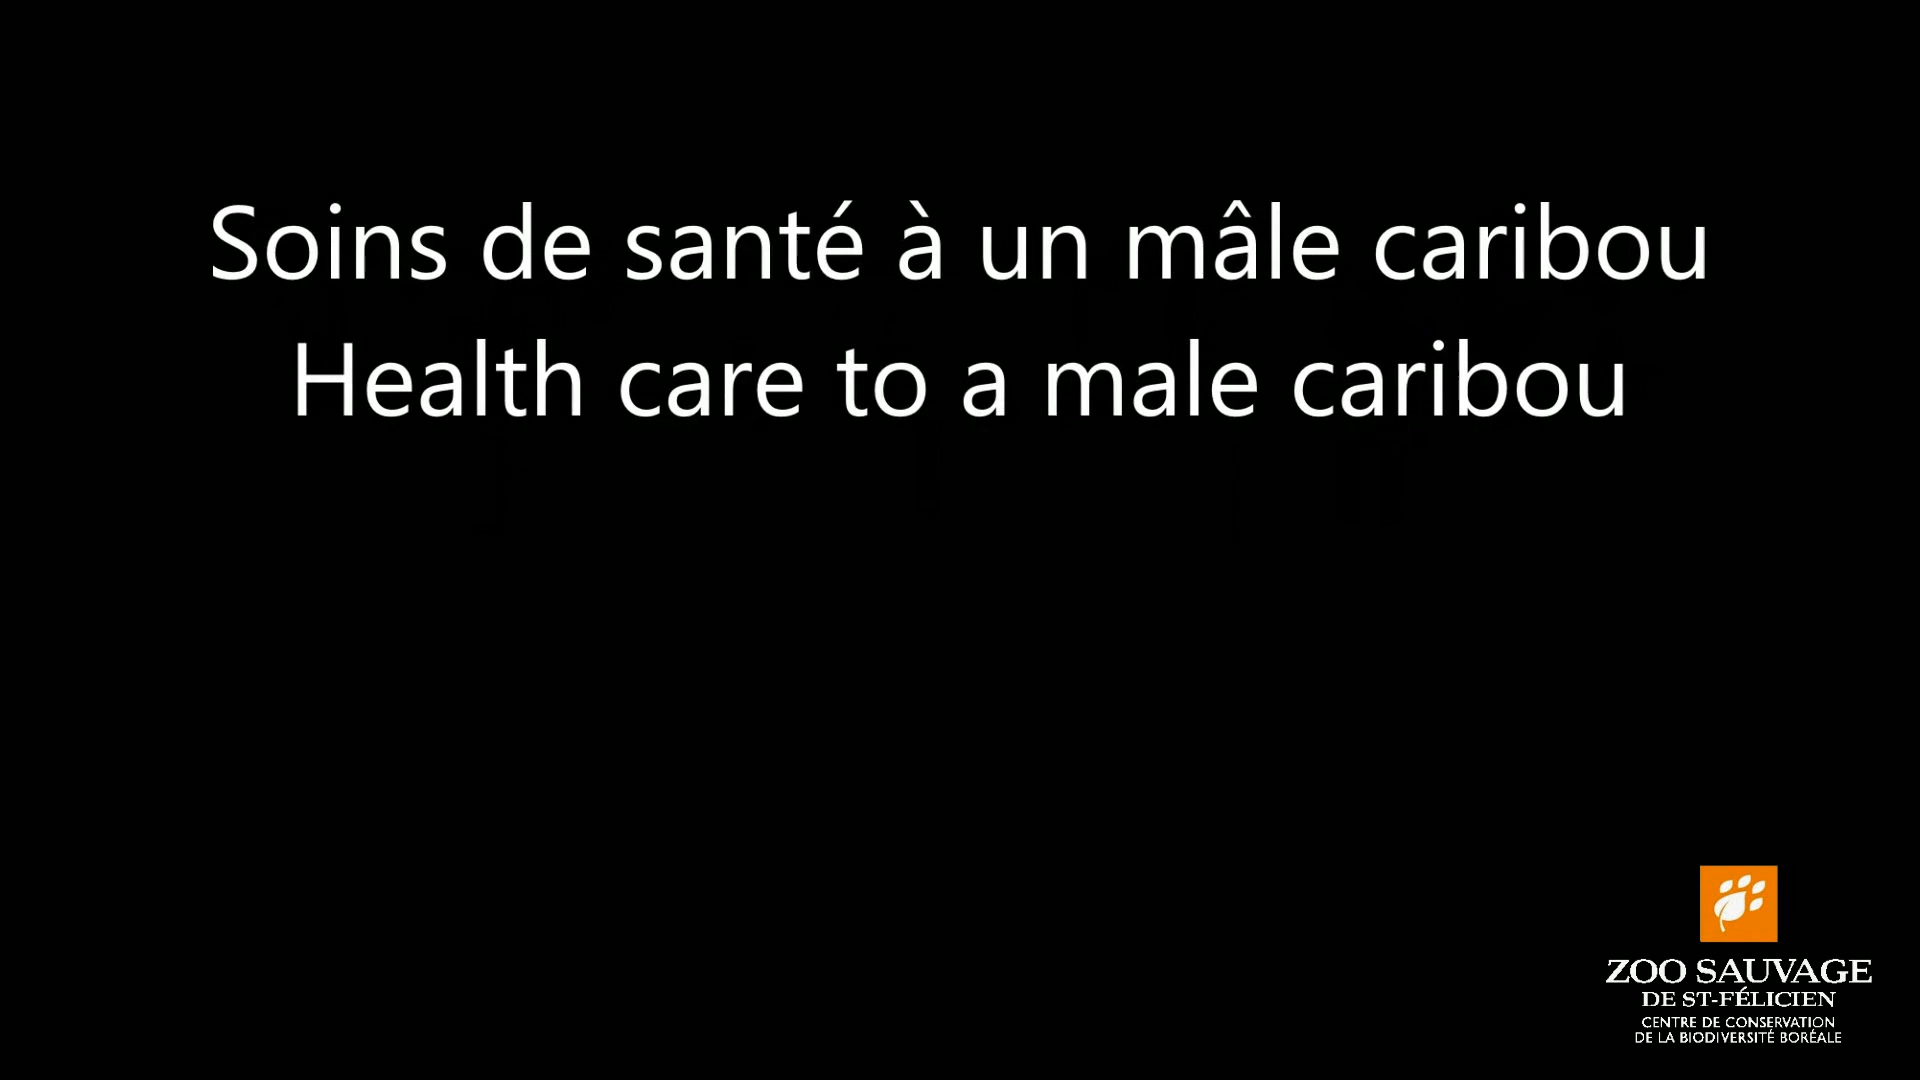 Soins de santé à un mâle caribou
Health care to a male caribou
ZOO SAUVAGE
DE ST-FÉLICIEN
CENTRE DE CONSERVATION
DE LA BIODIVERSITÉ BORÉALE